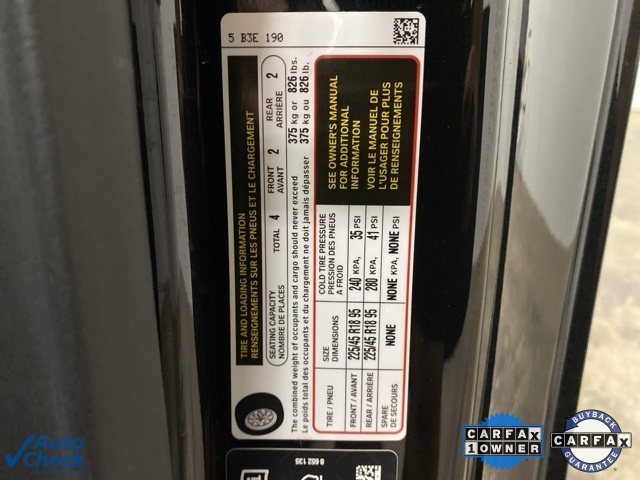 5 B3E 190
TIRE AND LOADING INFORMATION
RENSEIGNEMENTS SUR LES PNEUS ET LE CHARGEMENT
SEATING CAPACITY
NOMBRE DE PLACES
TOTAL 4
FRONT
AVANT 2
REAR
ARRIÈRE 2
The combined weight of occupants and cargo should never exceed 375 kg or 826 lbs.
Le poids total des occupants et du chargement ne doit jamais dépasser 375 kg ou 826 lb.
TIRE / PNEU
SIZE
DIMENSIONS
COLD TIRE PRESSURE
PRESSION DES PNEUS
A FROID
FRONT / AVANT 225/45 R18 95 240 KPA, 35 PSI
REAR / ARRIÈRE 225/45 R18 95 280 KPA, 41 PSI
SPARE
DE SECOURS NONE NONE KPA, NONE PSI
SEE OWNER'S MANUAL
FOR ADDITIONAL
INFORMATION
VOIR LE MANUEL DE
L'USAGER POUR PLUS
DE RENSEIGNEMENTS
8 652 135
Auto
Check
CARFAX
1 OWNER
BUYBACK
CARFAX
GUARANTEE